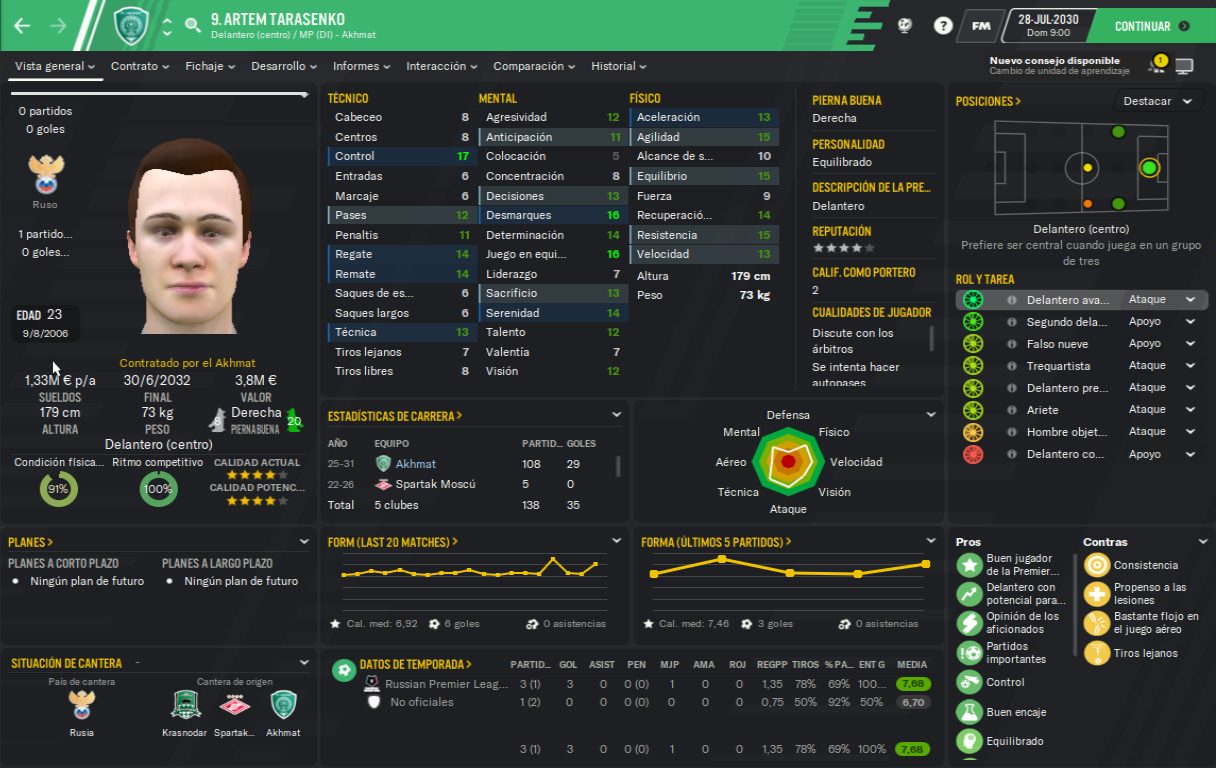 9. ARTEM TARASENKO
Delantero (centro) / MP (DI) - Akhmat
?
FM
28-JUL-2030
Dom 9:00
CONTINUAR
Vista general
Contrato
Fichaje
Desarrollo
Informes
Interacción
Comparación
Historial
Nuevo consejo disponible
Cambio de unidad de aprendizaje
1
0 partidos
0 goles
Ruso
1 partido...
0 goles...
EDAD 23
9/8/2006
Contratado por el Akhmat
1,33M € p/a
SUELDOS
30/6/2032
FINAL
3,8M €
VALOR
179 cm
ALTURA
73 kg
PESO
Derecha
PIERNA BUENA
20
Delantero (centro)
Condición física...
91%
Ritmo competitivo
100%
CALIDAD ACTUAL
CALIDAD POTENC...
TÉCNICO
Cabeceo 8
Centros 8
Control 17
Entradas 6
Marcaje 6
Pases 12
Penaltis 11
Regate 14
Remate 14
Saques de es... 6
Saques largos 6
Técnica 13
Tiros lejanos 7
Tiros libres 8
MENTAL
Agresividad 12
Anticipación 11
Colocación 5
Concentración 8
Decisiones 13
Desmarques 16
Determinación 14
Juego en equi... 16
Liderazgo 7
Sacrificio 13
Serenidad 14
Talento 12
Valentía 7
Visión 12
FÍSICO
Aceleración 13
Agilidad 15
Alcance de s... 10
Equilibrio 15
Fuerza 9
Recuperació... 14
Resistencia 15
Velocidad 13
Altura 179 cm
Peso 73 kg
PIERNA BUENA
Derecha
PERSONALIDAD
Equilibrado
DESCRIPCIÓN DE LA PRE...
Delantero
REPUTACIÓN
CALIF. COMO PORTERO
2
CUALIDADES DE JUGADOR
Discute con los
árbitros
Se intenta hacer
autopases
POSICIONES >
Destacar
Delantero (centro)
Prefiere ser central cuando juega en un grupo
de tres
ROL Y TAREA
Delantero ava... Ataque
Segundo dela... Apoyo
Falso nueve Apoyo
Trequartista Ataque
Delantero pre... Ataque
Ariete Ataque
Hombre objet... Ataque
Delantero co... Apoyo
ESTADÍSTICAS DE CARRERA >
AÑO EQUIPO PARTID... GOLES
25-31 Akhmat 108 29
22-26 Spartak Moscú 5 0
Total 5 clubes 138 35
Defensa
Físico
Velocidad
Visión
Ataque
Técnica
Aéreo
Mental
PLANES >
PLANES A CORTO PLAZO
Ningún plan de futuro
PLANES A LARGO PLAZO
Ningún plan de futuro
FORM (LAST 20 MATCHES) >
Cal. med: 6,92 6 goles 0 asistencias
FORMA (ÚLTIMOS 5 PARTIDOS) >
Cal. med: 7,46 3 goles 0 asistencias
Pros
Buen jugador
de la Premier...
Delantero con
potencial para...
Opinión de los
aficionados
Partidos
importantes
Control
Buen encaje
Equilibrado
Contras
Consistencia
Propenso a las
lesiones
Bastante flojo en
el juego aéreo
Tiros lejanos
SITUACIÓN DE CANTERA -
País de cantera
Rusia
Cantera de origen
Krasnodar
Spartak...
Akhmat
DATOS DE TEMPORADA > PARTID... GOL ASIST PEN MJP AMA ROJ REGPP TIROS % PA... ENT G MEDIA
Russian Premier Leag... 3 (1) 3 0 0 (0) 1 0 0 1,35 78% 69% 100... 7,68
No oficiales 1 (2) 0 0 0 (0) 0 0 0 0,75 50% 92% 50% 6,70
3 (1) 3 0 0 (0) 1 0 0 1,35 78% 69% 100% 7,68